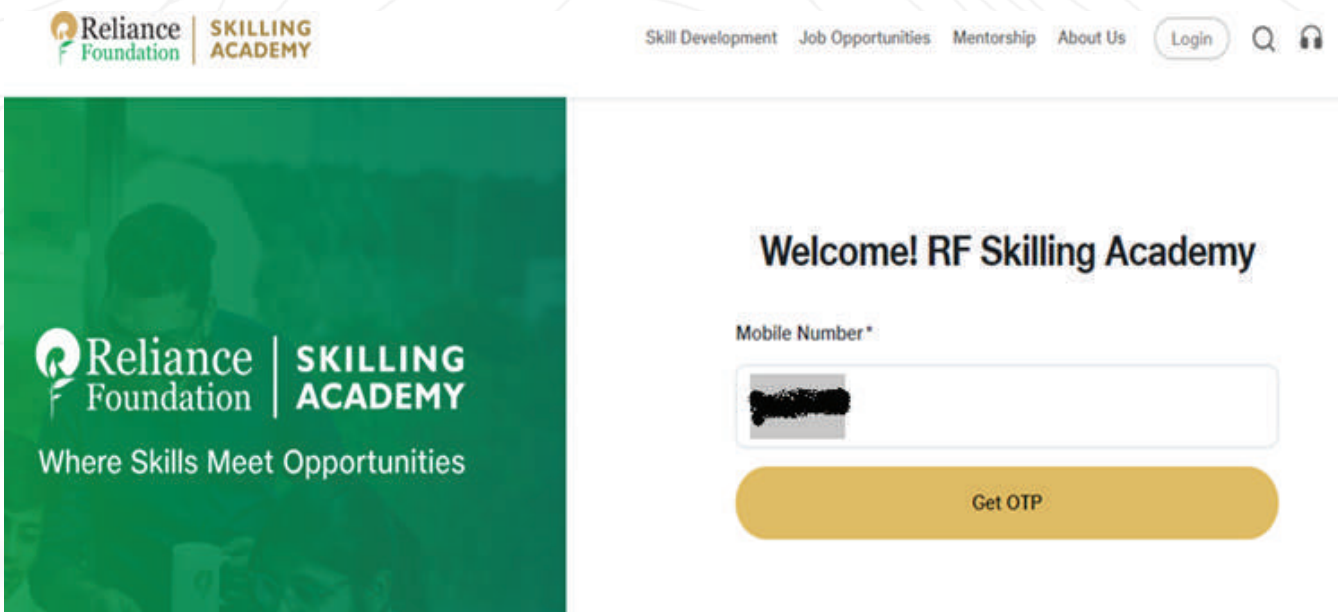 Reliance
Foundation
SKILLING
ACADEMY
Skill Development Job Opportunities Mentorship About Us Login
Welcome! RF Skilling Academy
Mobile Number*
Get OTP
Reliance
Foundation
SKILLING
ACADEMY
Where Skills Meet Opportunities